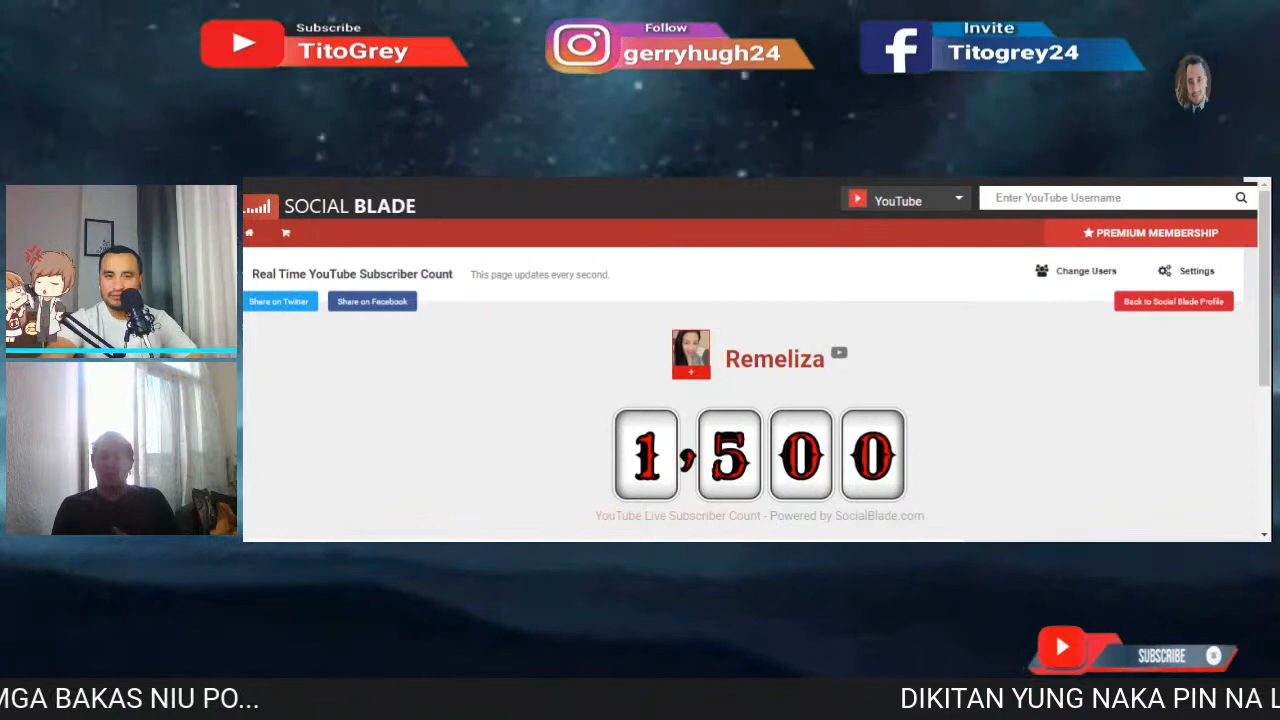 Subscribe
TitoGrey
Follow
gerryhugh24
Invite
Titogrey24
SOCIAL BLADE
YouTube
Enter YouTube Username
PREMIUM MEMBERSHIP
Real Time YouTube Subscriber Count
This page updates every second.
Change Users
Settings
Share on Twitter
Share on Facebook
Back to Social Blade Profile
Remeliza
1,500
YouTube Live Subscriber Count - Powered by SocialBlade.com
SUBSCRIBE
MGA BAKAS NIU PO...
DIKITAN YUNG NAKA PIN NA L